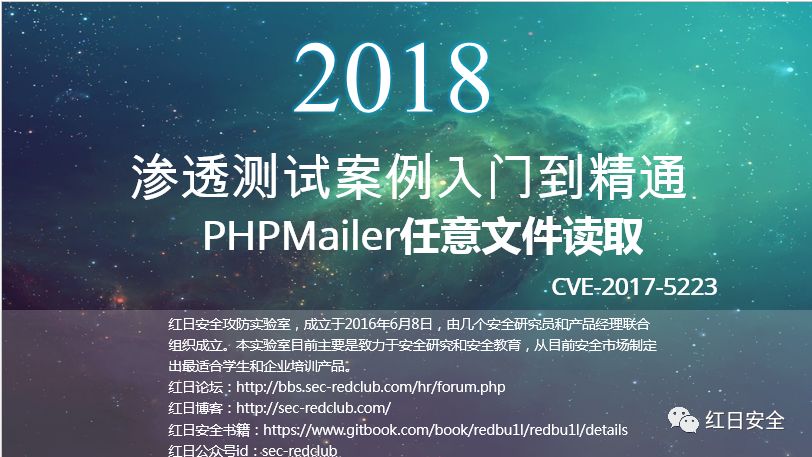 2018
渗透测试案例入门到精通
PHPMailer任意文件读取
CVE-2017-5223
红日安全攻防实验室，成立于2016年6月8日，由几个安全研究员和产品经理联合
组织成立。本实验室目前主要是致力于安全研究和安全教育，从目前安全市场制定
出最适合学生和企业培训产品。
红日论坛：http://bbs.sec-redclub.com/hr/forum.php
红日博客：http://sec-redclub.com/
红日安全书籍：https://www.gitbook.com/book/redbu1l/redbu1l/details
红日公众号id：sec-redclub
红日安全